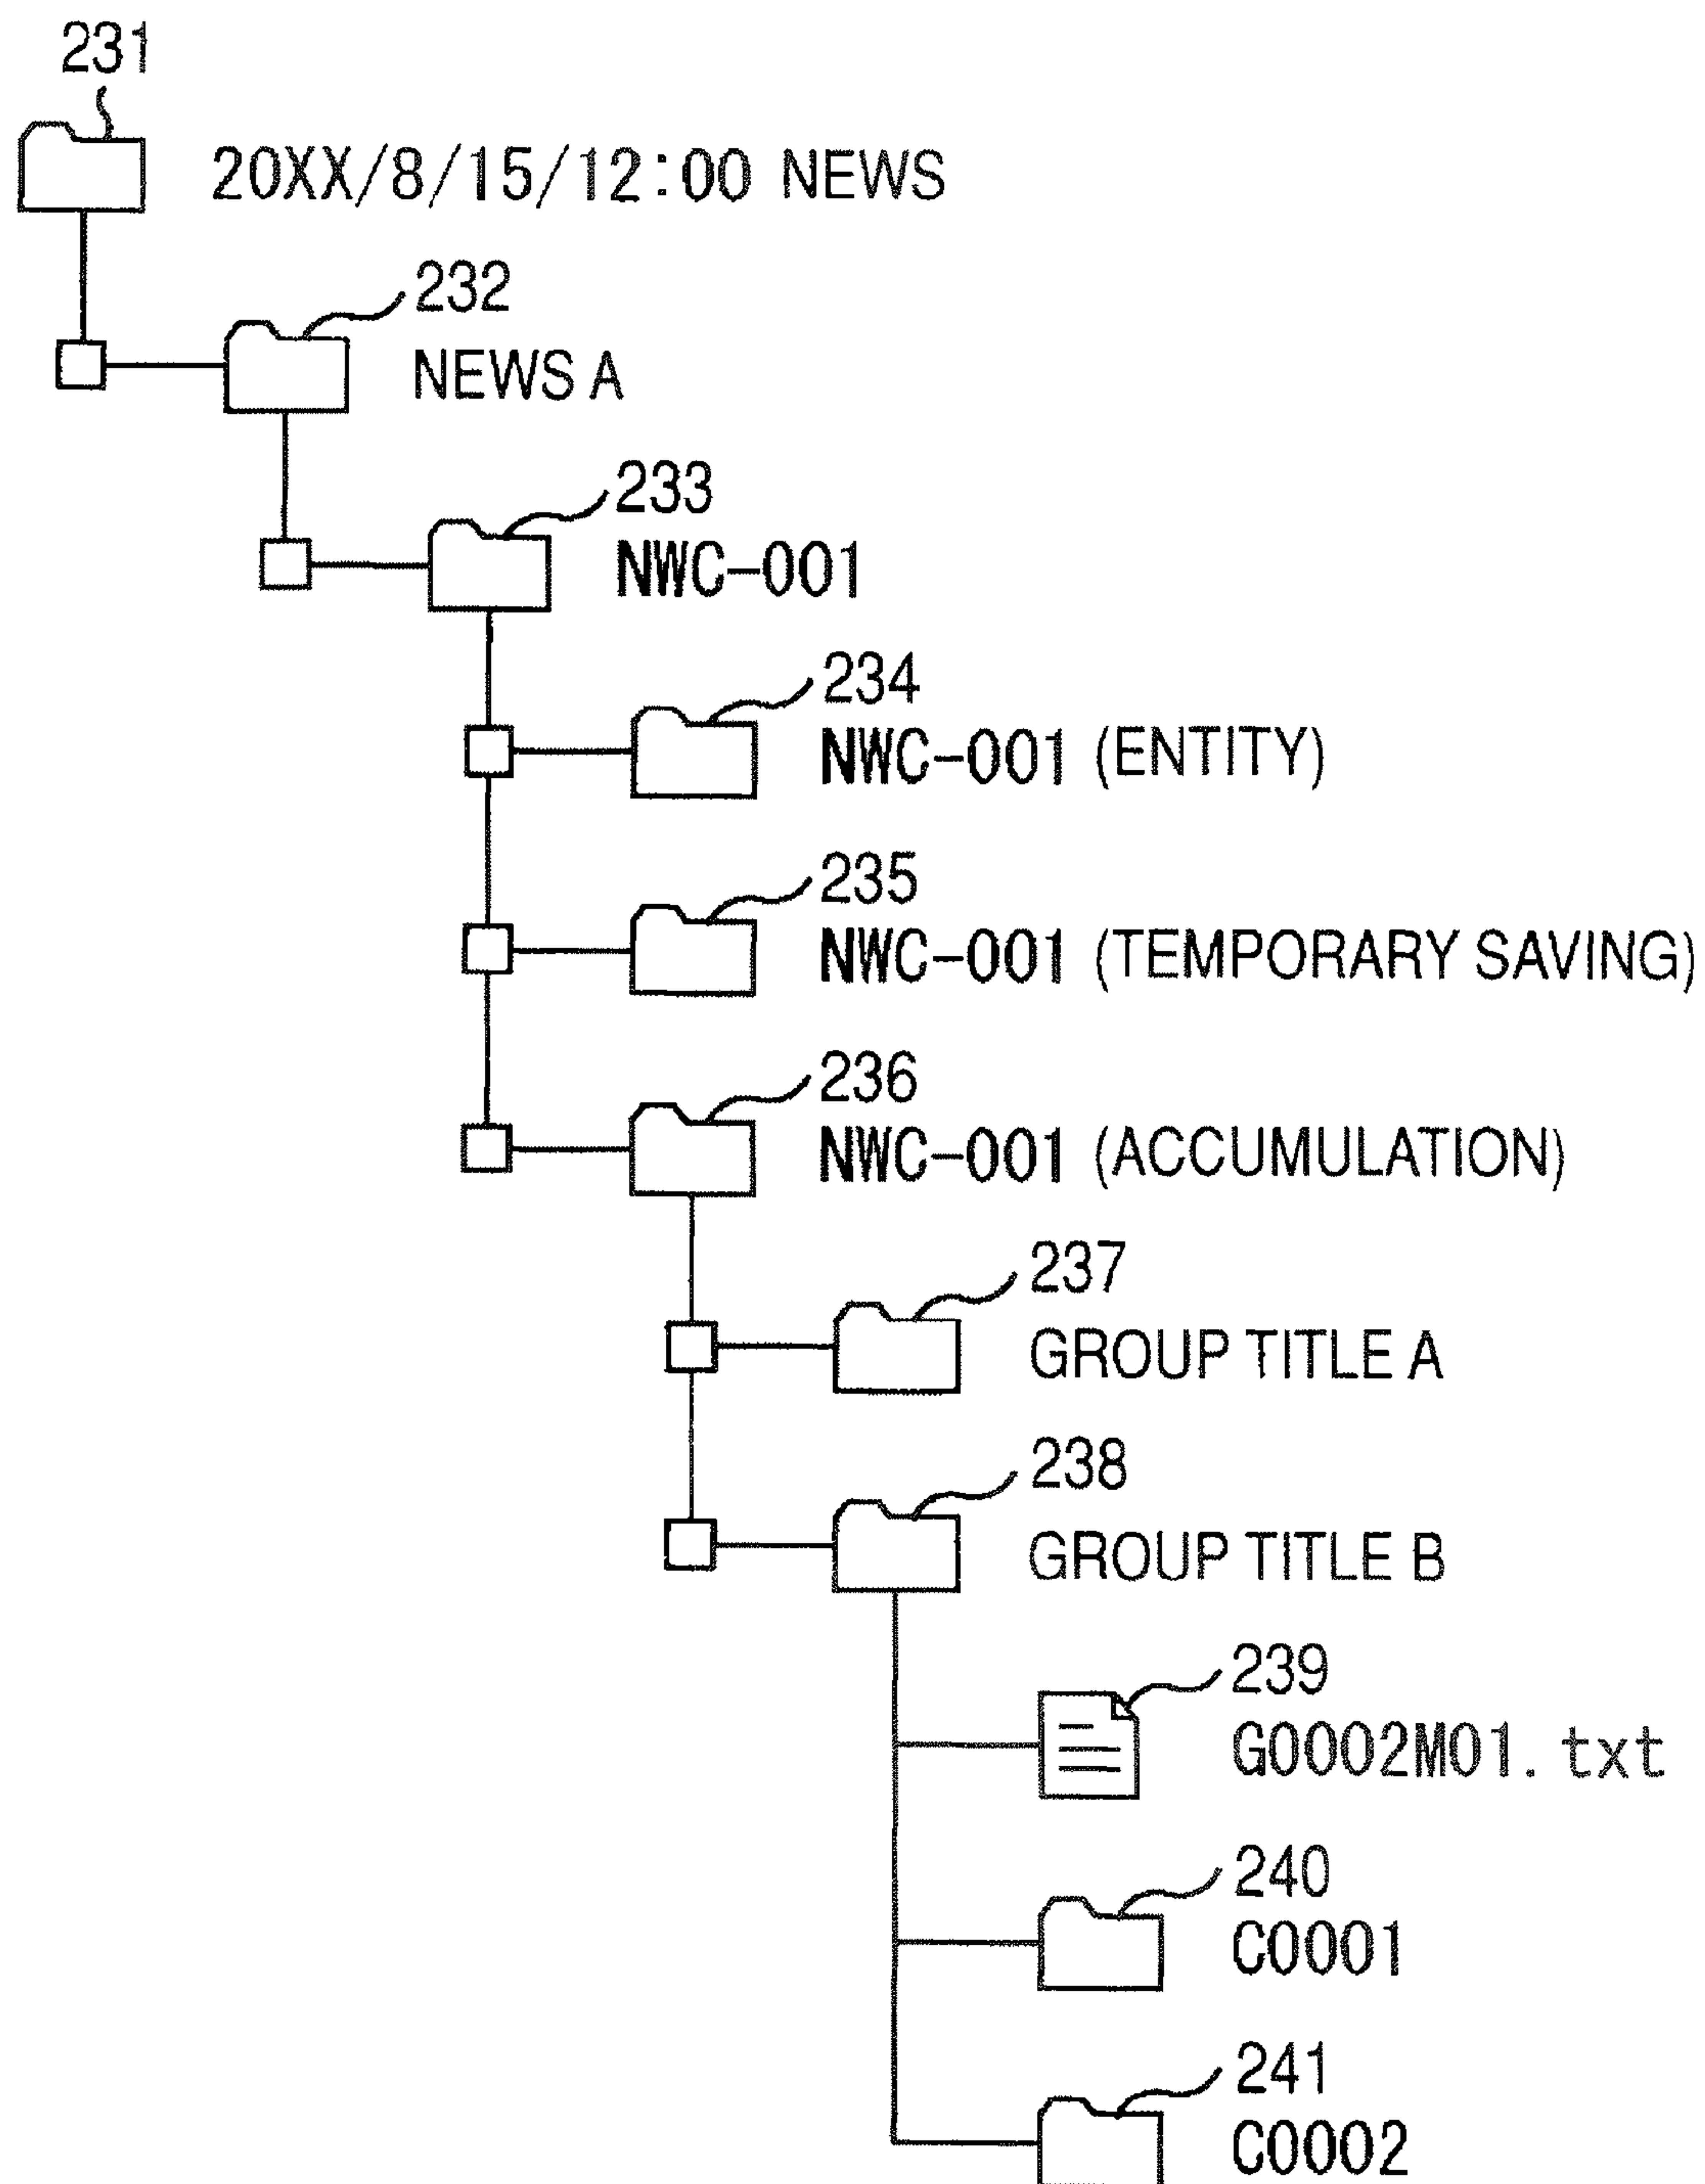 231
20XX/8/15/12:00 NEWS
232
NEWS A
233
NWC-001
234
NWC-001 (ENTITY)
235
NWC-001 (TEMPORARY SAVING)
236
NWC-001 (ACCUMULATION)
237
GROUP TITLE A
238
GROUP TITLE B
239
G0002M01.txt
240
C0001
241
C0002